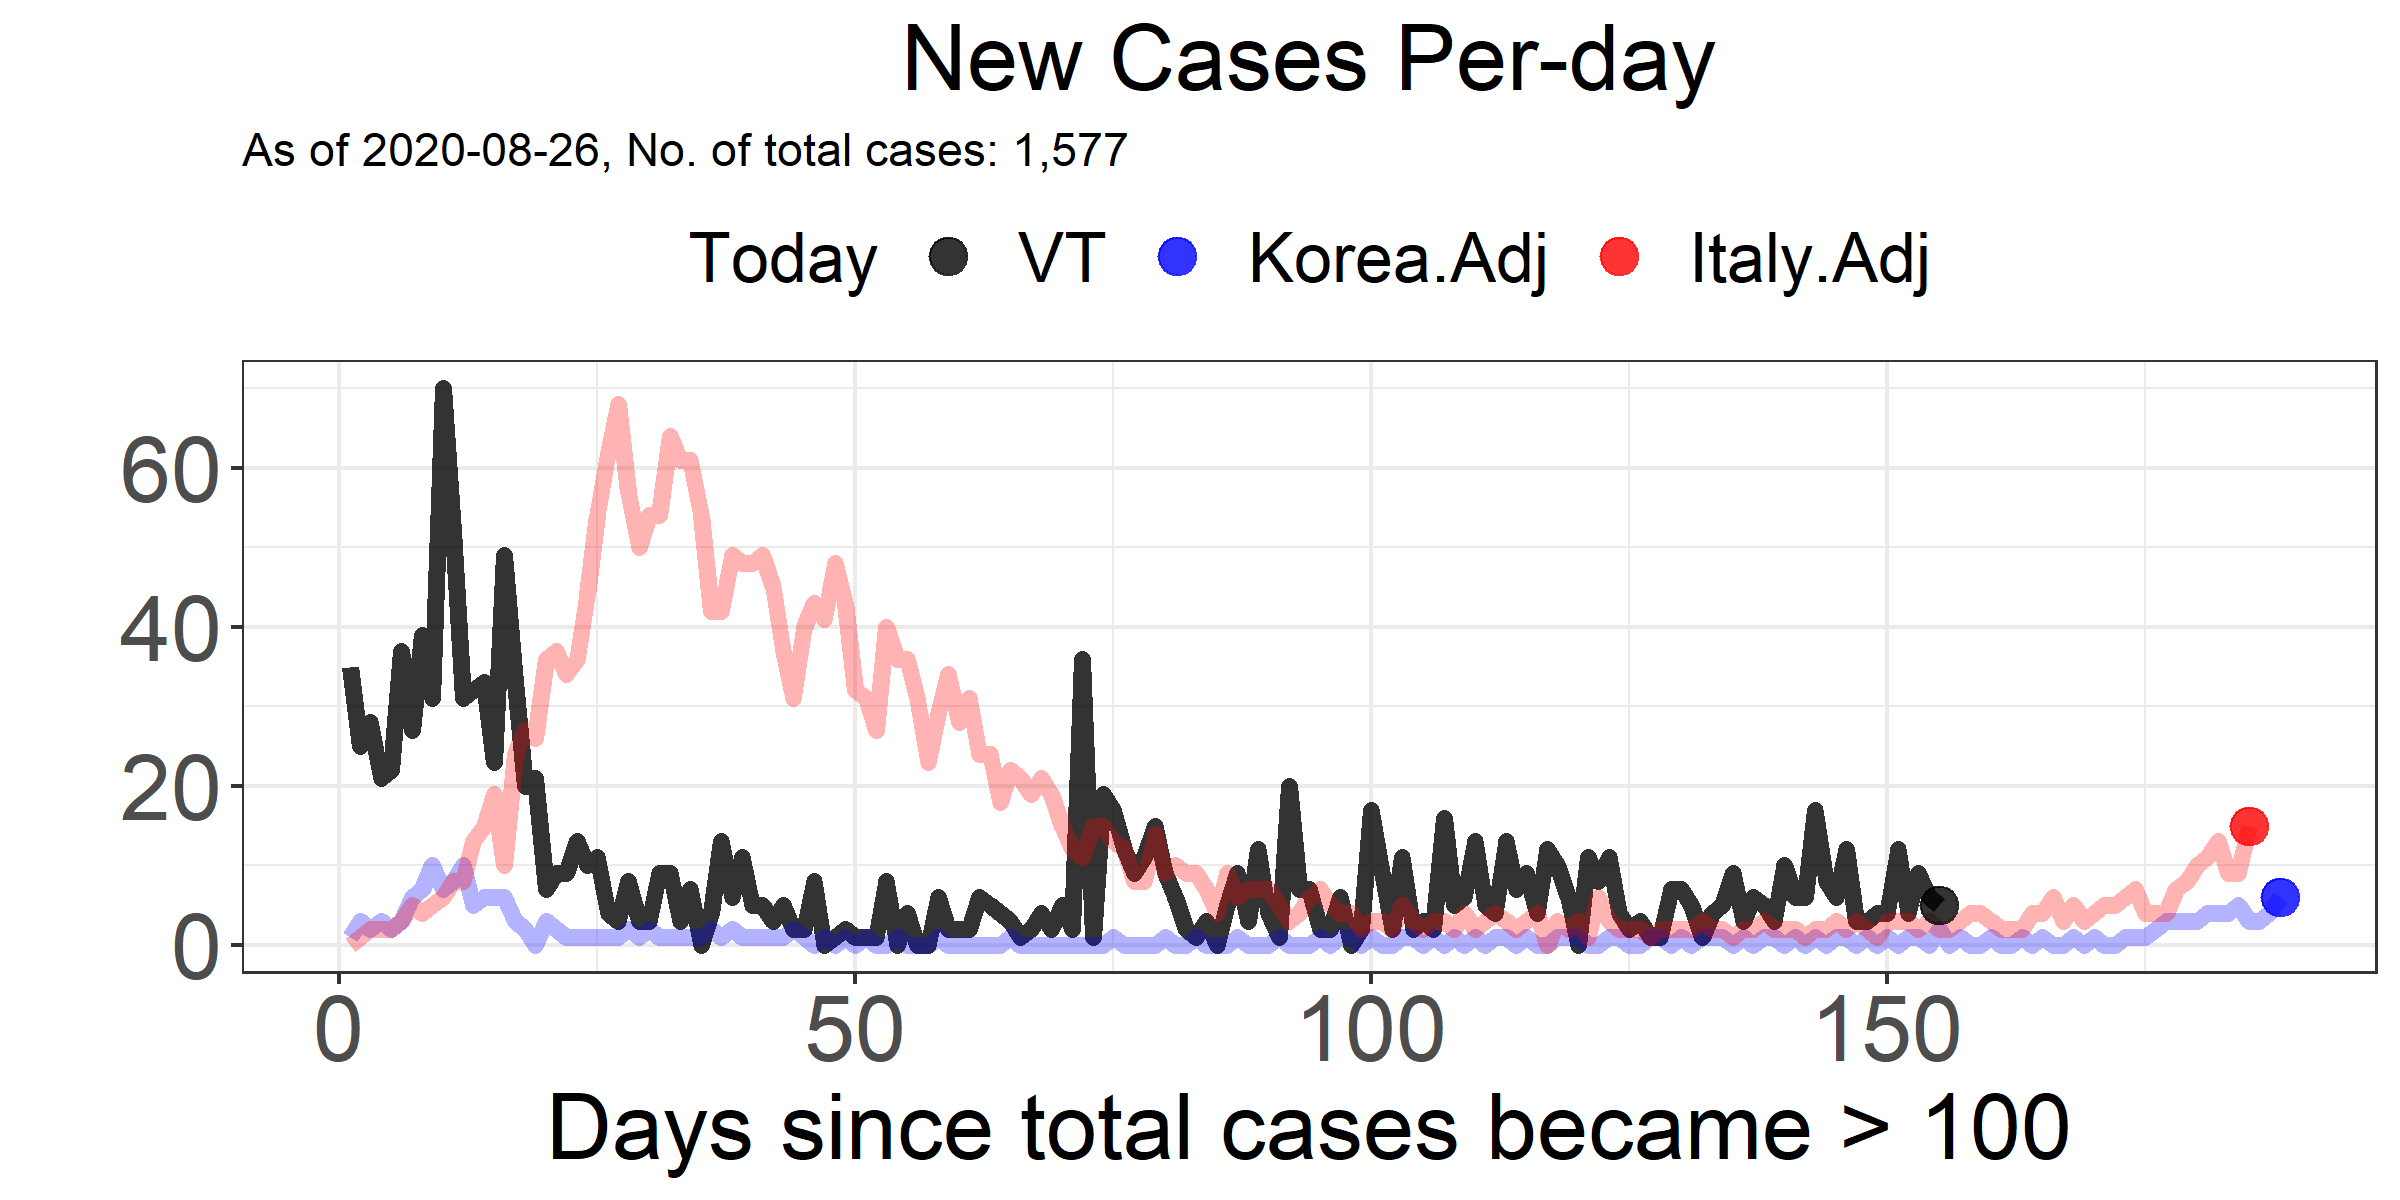 New Cases Per-day
As of 2020-08-26, No. of total cases: 1,577
Today VT Korea.Adj Italy.Adj
60
40
20
0
0 50 100 150
Days since total cases became > 100